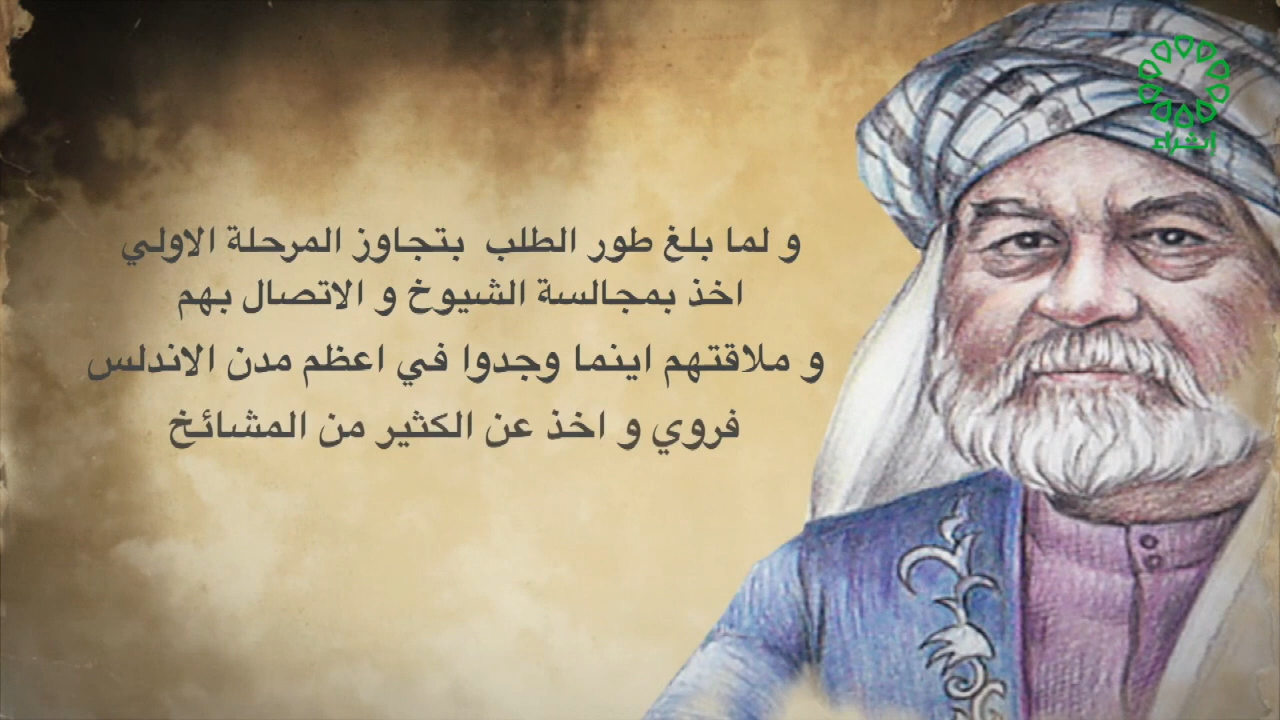 إثراء
و لما بلغ طور الطلب بتجاوز المرحلة الاولي
اخذ بمجالسة الشيوخ و الاتصال بهم
و ملاقتهم اينما وجدوا في اعظم مدن الاندلس
فروي و اخذ عن الكثير من المشائخ